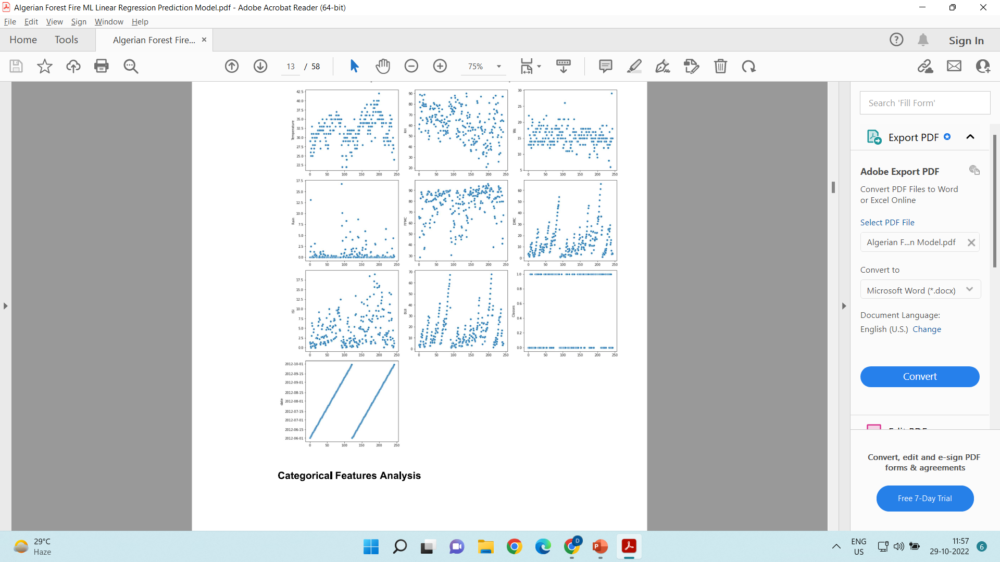 Algerian Forest Fire ML Linear Regression Prediction Model.pdf - Adobe Acrobat Reader (64-bit)
File Edit View Sign Window Help
Home Tools Algerian Forest Fire... × Sign In
13 / 58 75%
42.5
40.0
37.5
35.0
32.5
30.0
27.5
25.0
22.5
Temperature
0 50 100 150 200 250
90
80
70
60
50
40
30
20
RH
0 50 100 150 200 250
30
25
20
15
10
5
Ws
0 50 100 150 200 250
17.5
15.0
12.5
10.0
7.5
5.0
2.5
0.0
Rain
0 50 100 150 200 250
90
80
70
60
50
40
30
FFMC
0 50 100 150 200 250
60
50
40
30
20
10
0
DMC
0 50 100 150 200 250
17.5
15.0
12.5
10.0
7.5
5.0
2.5
0.0
ISI
0 50 100 150 200 250
70
60
50
40
30
20
10
0
BUI
0 50 100 150 200 250
1.0
0.8
0.6
0.4
0.2
0.0
Classes
0 50 100 150 200 250
2012-10-01
2012-09-15
2012-09-01
2012-08-15
2012-08-01
2012-07-15
2012-07-01
2012-06-15
2012-06-01
date
0 50 100 150 200 250
Categorical Features Analysis
Search 'Fill Form'
Export PDF
Adobe Export PDF
Convert PDF Files to Word
or Excel Online
Select PDF File
Algerian F...n Model.pdf
Convert to
Microsoft Word (*.docx)
Document Language:
English (U.S.) Change
Convert
Edit PDF
Convert, edit and e-sign PDF
forms & agreements
Free 7-Day Trial
29°C
Haze
D
P
ENG
US
11:57
29-10-2022
6